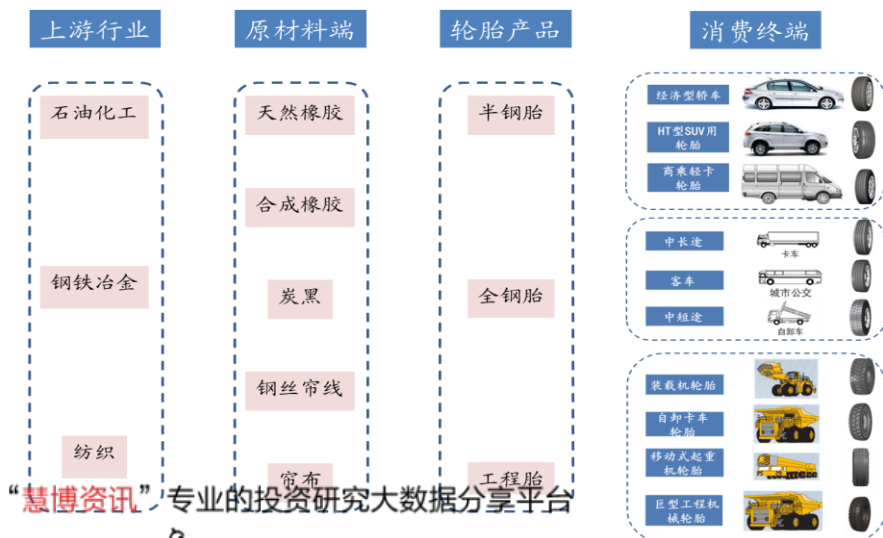 上游行业
原材料端
轮胎产品
消费终端
石油化工
钢铁冶金
纺织
天然橡胶
合成橡胶
炭黑
钢丝帘线
帘布
半钢胎
全钢胎
工程胎
经济型轿车
HT型SUV用
轮胎
商乘轻卡
轮胎
中长途
卡车
客车
城市公交
中短途
自卸车
装载机轮胎
自卸卡车
轮胎
移动式起重
机轮胎
巨型工程机
械轮胎
“慧博资讯”专业的投资研究大数据分享平台